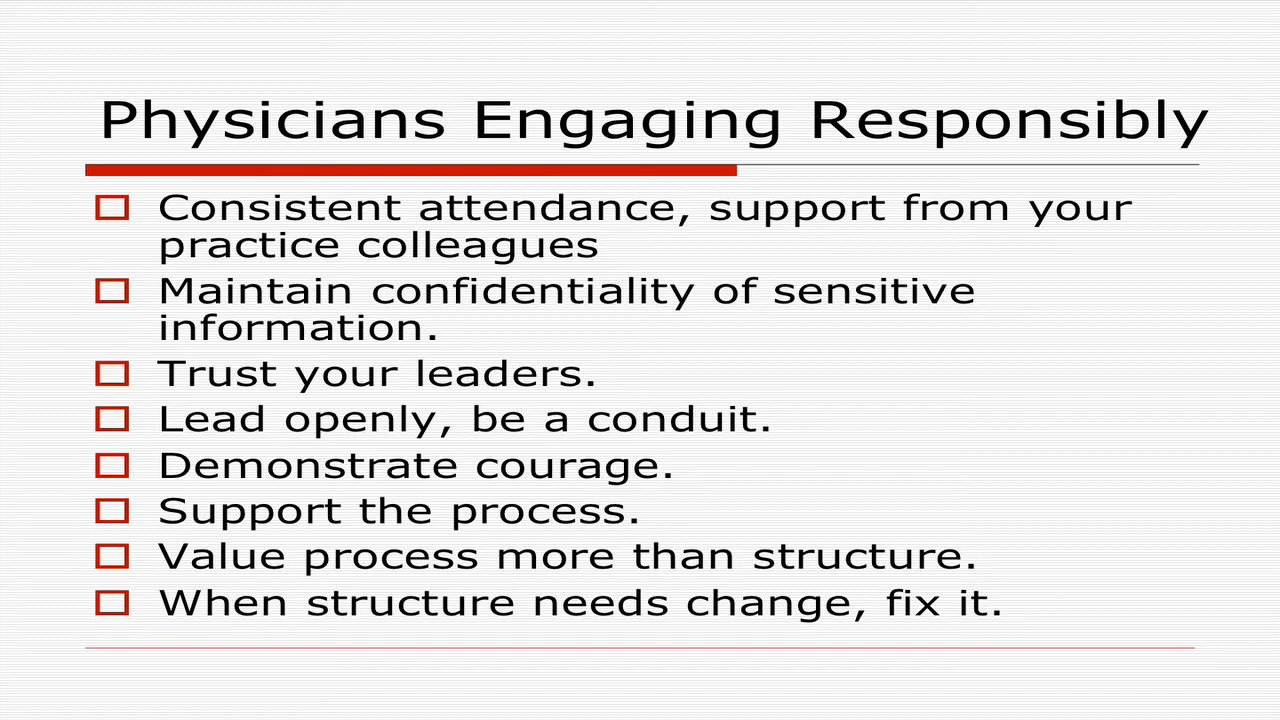 Physicians Engaging Responsibly
Consistent attendance, support from your
practice colleagues
Maintain confidentiality of sensitive
information.
Trust your leaders.
Lead openly, be a conduit.
Demonstrate courage.
Support the process.
Value process more than structure.
When structure needs change, fix it.